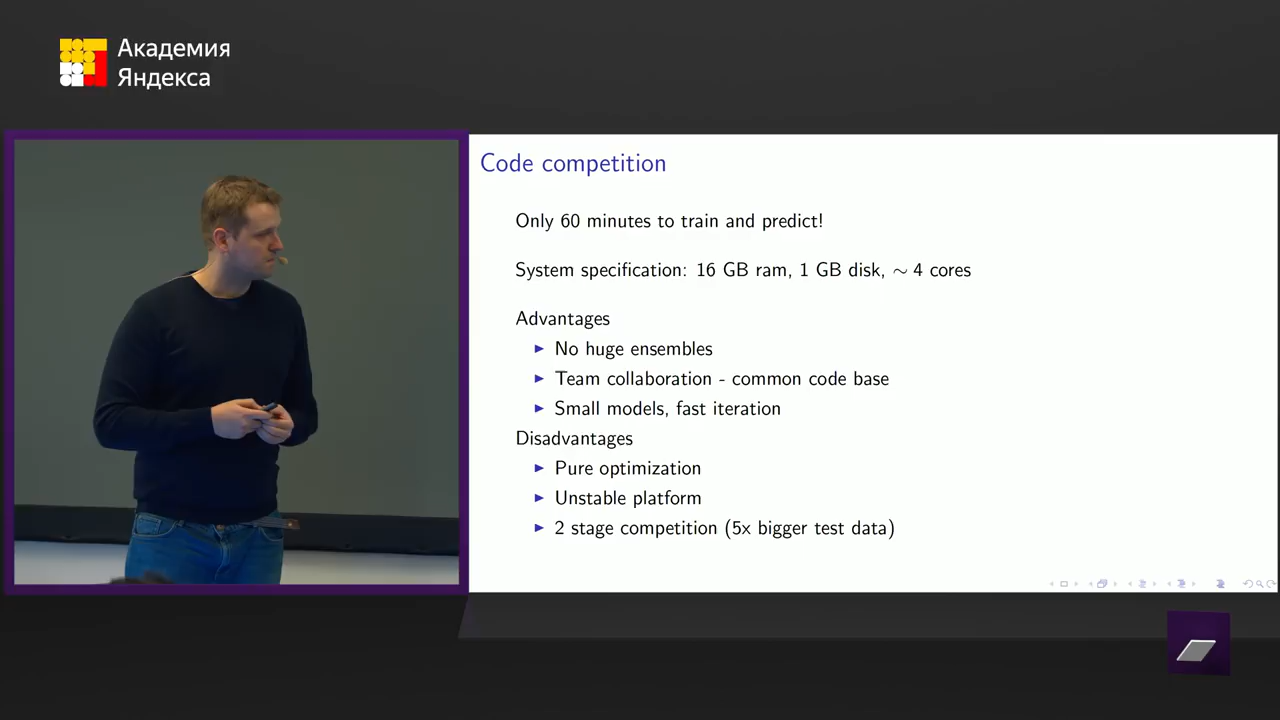 Академия
Яндекса
Code competition
Only 60 minutes to train and predict!
System specification: 16 GB ram, 1 GB disk, ∼ 4 cores
Advantages
No huge ensembles
Team collaboration - common code base
Small models, fast iteration
Disadvantages
Pure optimization
Unstable platform
2 stage competition (5x bigger test data)